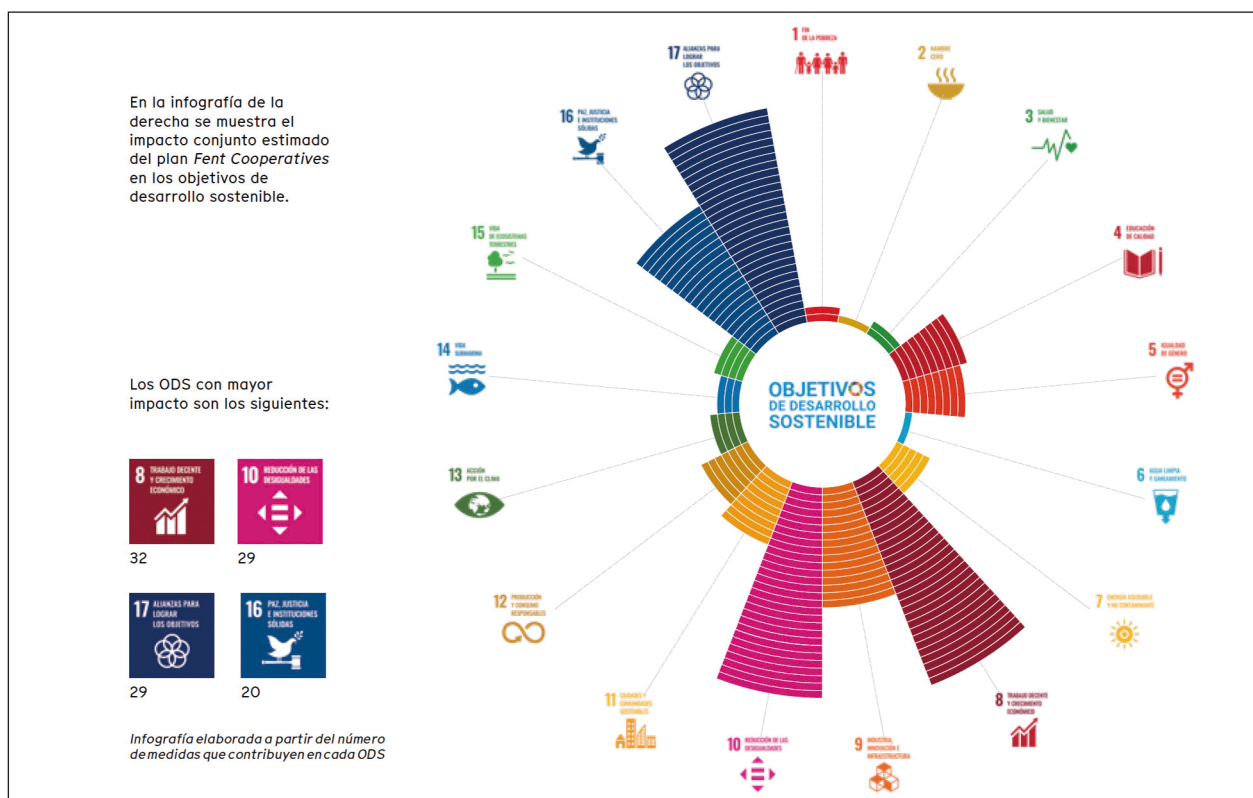 En la infografía de la
derecha se muestra el
impacto conjunto estimado
del plan Fent Cooperatives
en los objetivos de
desarrollo sostenible.
Los ODS con mayor
impacto son los siguientes:
8 TRABAJO DECENTE
Y CRECIMIENTO
ECONÓMICO
32
10 REDUCCIÓN DE LAS
DESIGUALDADES
29
17 ALIANZAS PARA
LOGRAR
LOS OBJETIVOS
29
16 PAZ, JUSTICIA
E INSTITUCIONES
SÓLIDAS
20
Infografía elaborada a partir del número
de medidas que contribuyen en cada ODS
OBJETIVOS
DE DESARROLLO
SOSTENIBLE
1 FIN
DE LA POBREZA
2 HAMBRE
CERO
3 SALUD
Y BIENESTAR
4 EDUCACIÓN
DE CALIDAD
5 IGUALDAD
DE GÉNERO
6 AGUA LIMPIA
Y SANEAMIENTO
7 ENERGÍA ASEQUIBLE
Y NO CONTAMINANTE
8 TRABAJO DECENTE
Y CRECIMIENTO
ECONÓMICO
9 INDUSTRIA,
INNOVACIÓN E
INFRAESTRUCTURA
10 REDUCCIÓN DE LAS
DESIGUALDADES
11 CIUDADES Y
COMUNIDADES
SOSTENIBLES
12 PRODUCCIÓN
Y CONSUMO
RESPONSABLES
13 ACCIÓN
POR EL CLIMA
14 VIDA
SUBMARINA
15 VIDA
DE ECOSISTEMAS
TERRESTRES
16 PAZ, JUSTICIA
E INSTITUCIONES
SÓLIDAS
17 ALIANZAS PARA
LOGRAR
LOS OBJETIVOS